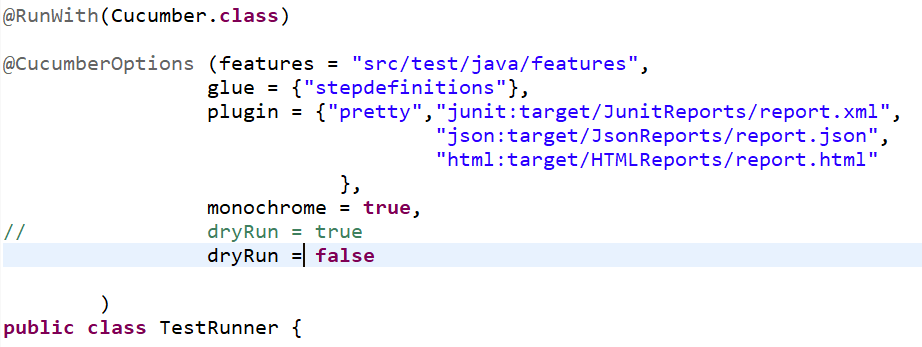 @RunWith(Cucumber.class)
@CucumberOptions (features = "src/test/java/features",
glue = {"stepdefinitions"},
plugin = {"pretty","junit:target/JunitReports/report.xml",
"json:target/JsonReports/report.json",
"html:target/HTMLReports/report.html"
},
monochrome = true,
// dryRun = true
dryRun = false
)
public class TestRunner {